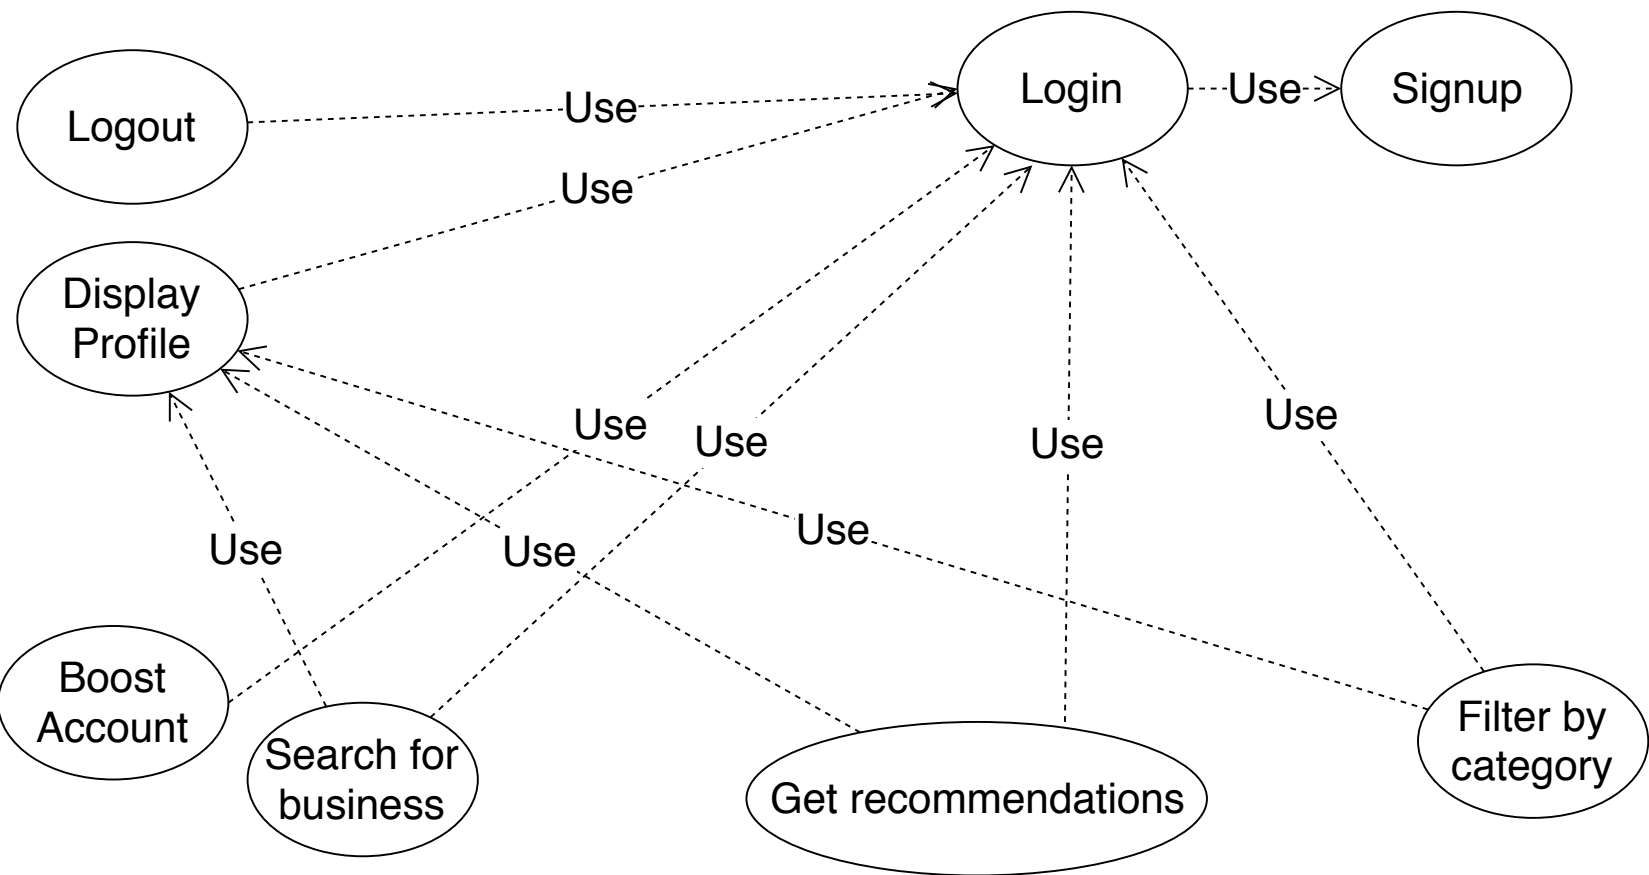 Login
Use
Signup
Logout
Use
Use
Display
Profile
Use
Use
Use
Use
Use
Use
Use
Boost
Account
Search for
business
Get recommendations
Filter by
category